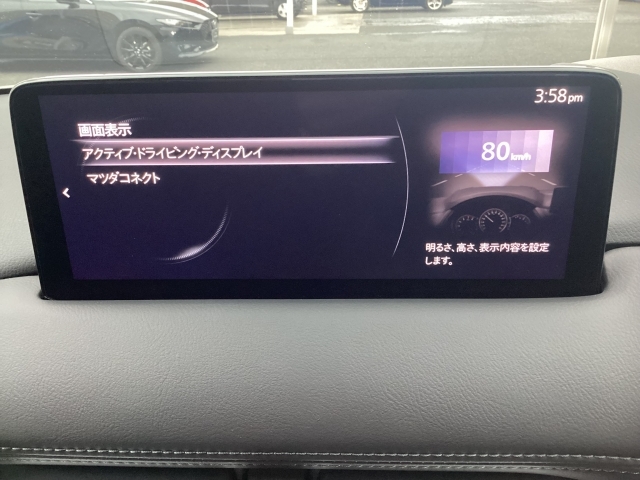 3:58pm
画面表示
アクティブ・ドライビング・ディスプレイ
マツダコネクト
80km/h
明るさ、高さ、表示内容を設定
します。